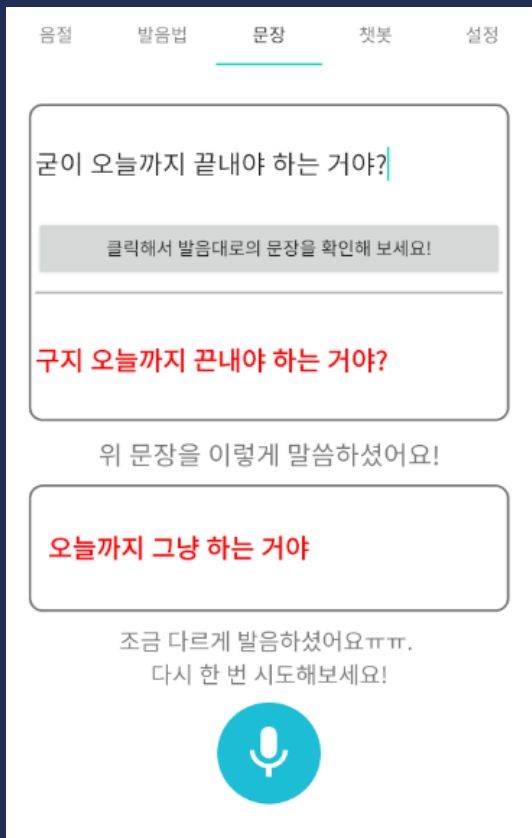 음절 발음법 문장 챗봇 설정
굳이 오늘까지 끝내야 하는 거야?
클릭해서 발음대로의 문장을 확인해 보세요!
구지 오늘까지 끈내야 하는 거야?
위 문장을 이렇게 말씀하셨어요!
오늘까지 그냥 하는 거야
조금 다르게 발음하셨어요ㅠㅠ.
다시 한 번 시도해보세요!